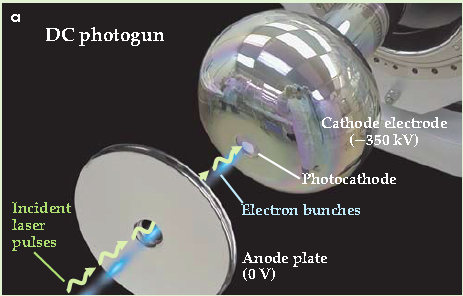 a
DC photogun
Cathode electrode
(−350 kV)
Photocathode
Electron bunches
Incident
laser
pulses
Anode plate
(0 V)